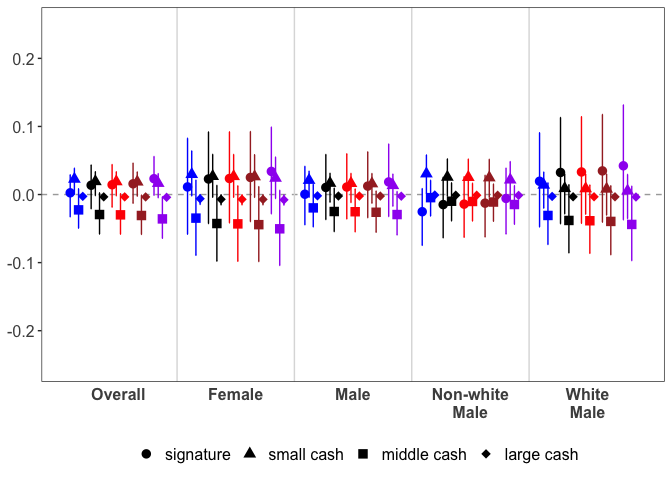 0.2
0.1
0.0
-0.1
-0.2
Overall Female Male Non-white White
Male Male
signature small cash middle cash large cash